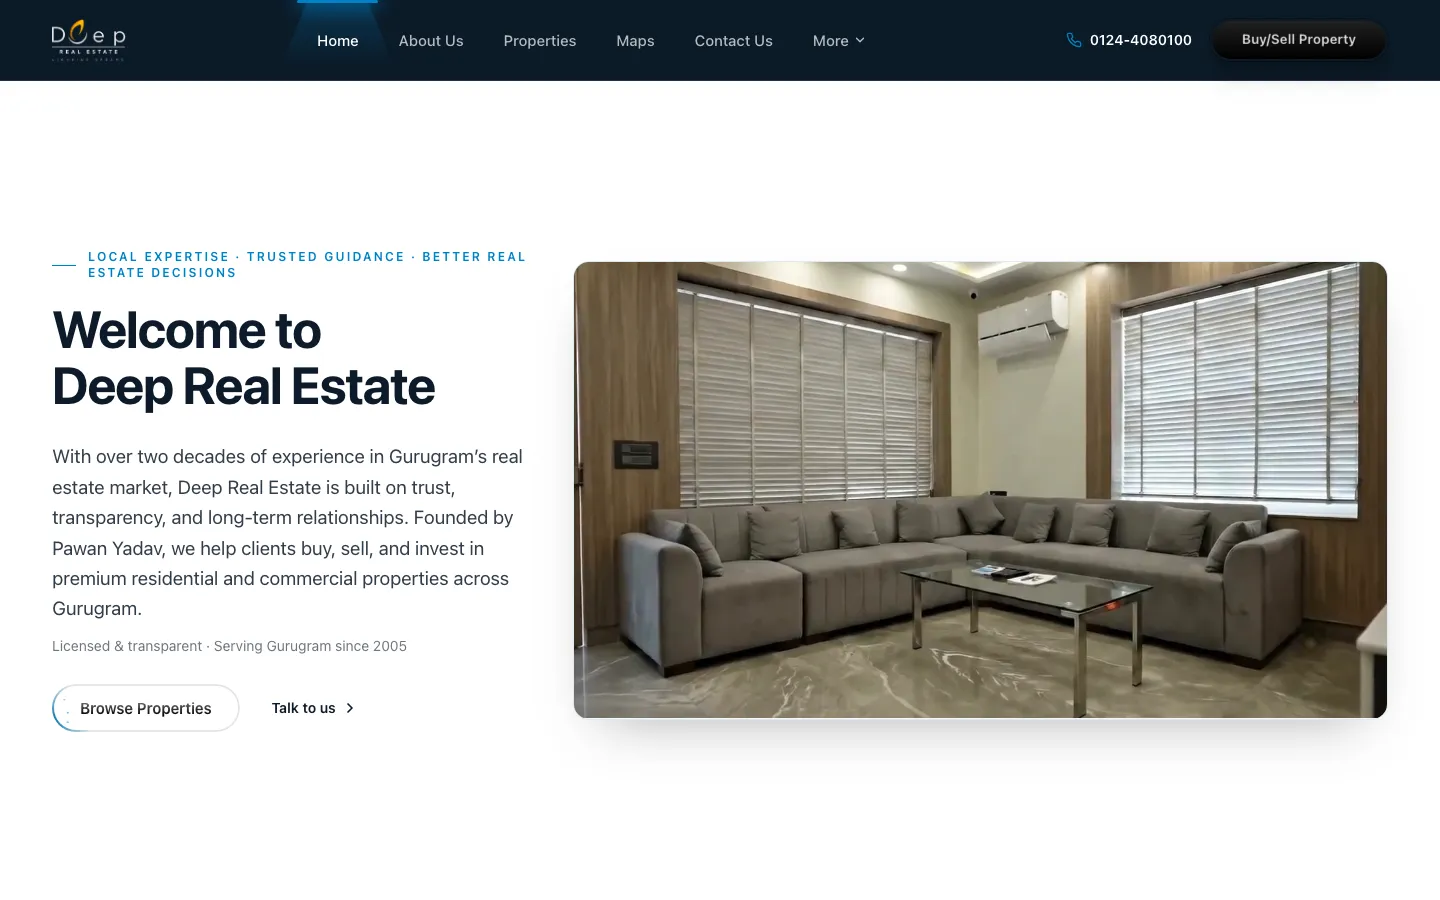 Deep
REAL ESTATE
Home
About Us
Properties
Maps
Contact Us
More
0124-4080100
Buy/Sell Property
LOCAL EXPERTISE · TRUSTED GUIDANCE · BETTER REAL
ESTATE DECISIONS
Welcome to
Deep Real Estate
With over two decades of experience in Gurugram’s real
estate market, Deep Real Estate is built on trust,
transparency, and long-term relationships. Founded by
Pawan Yadav, we help clients buy, sell, and invest in
premium residential and commercial properties across
Gurugram.
Licensed & transparent · Serving Gurugram since 2005
Browse Properties
Talk to us